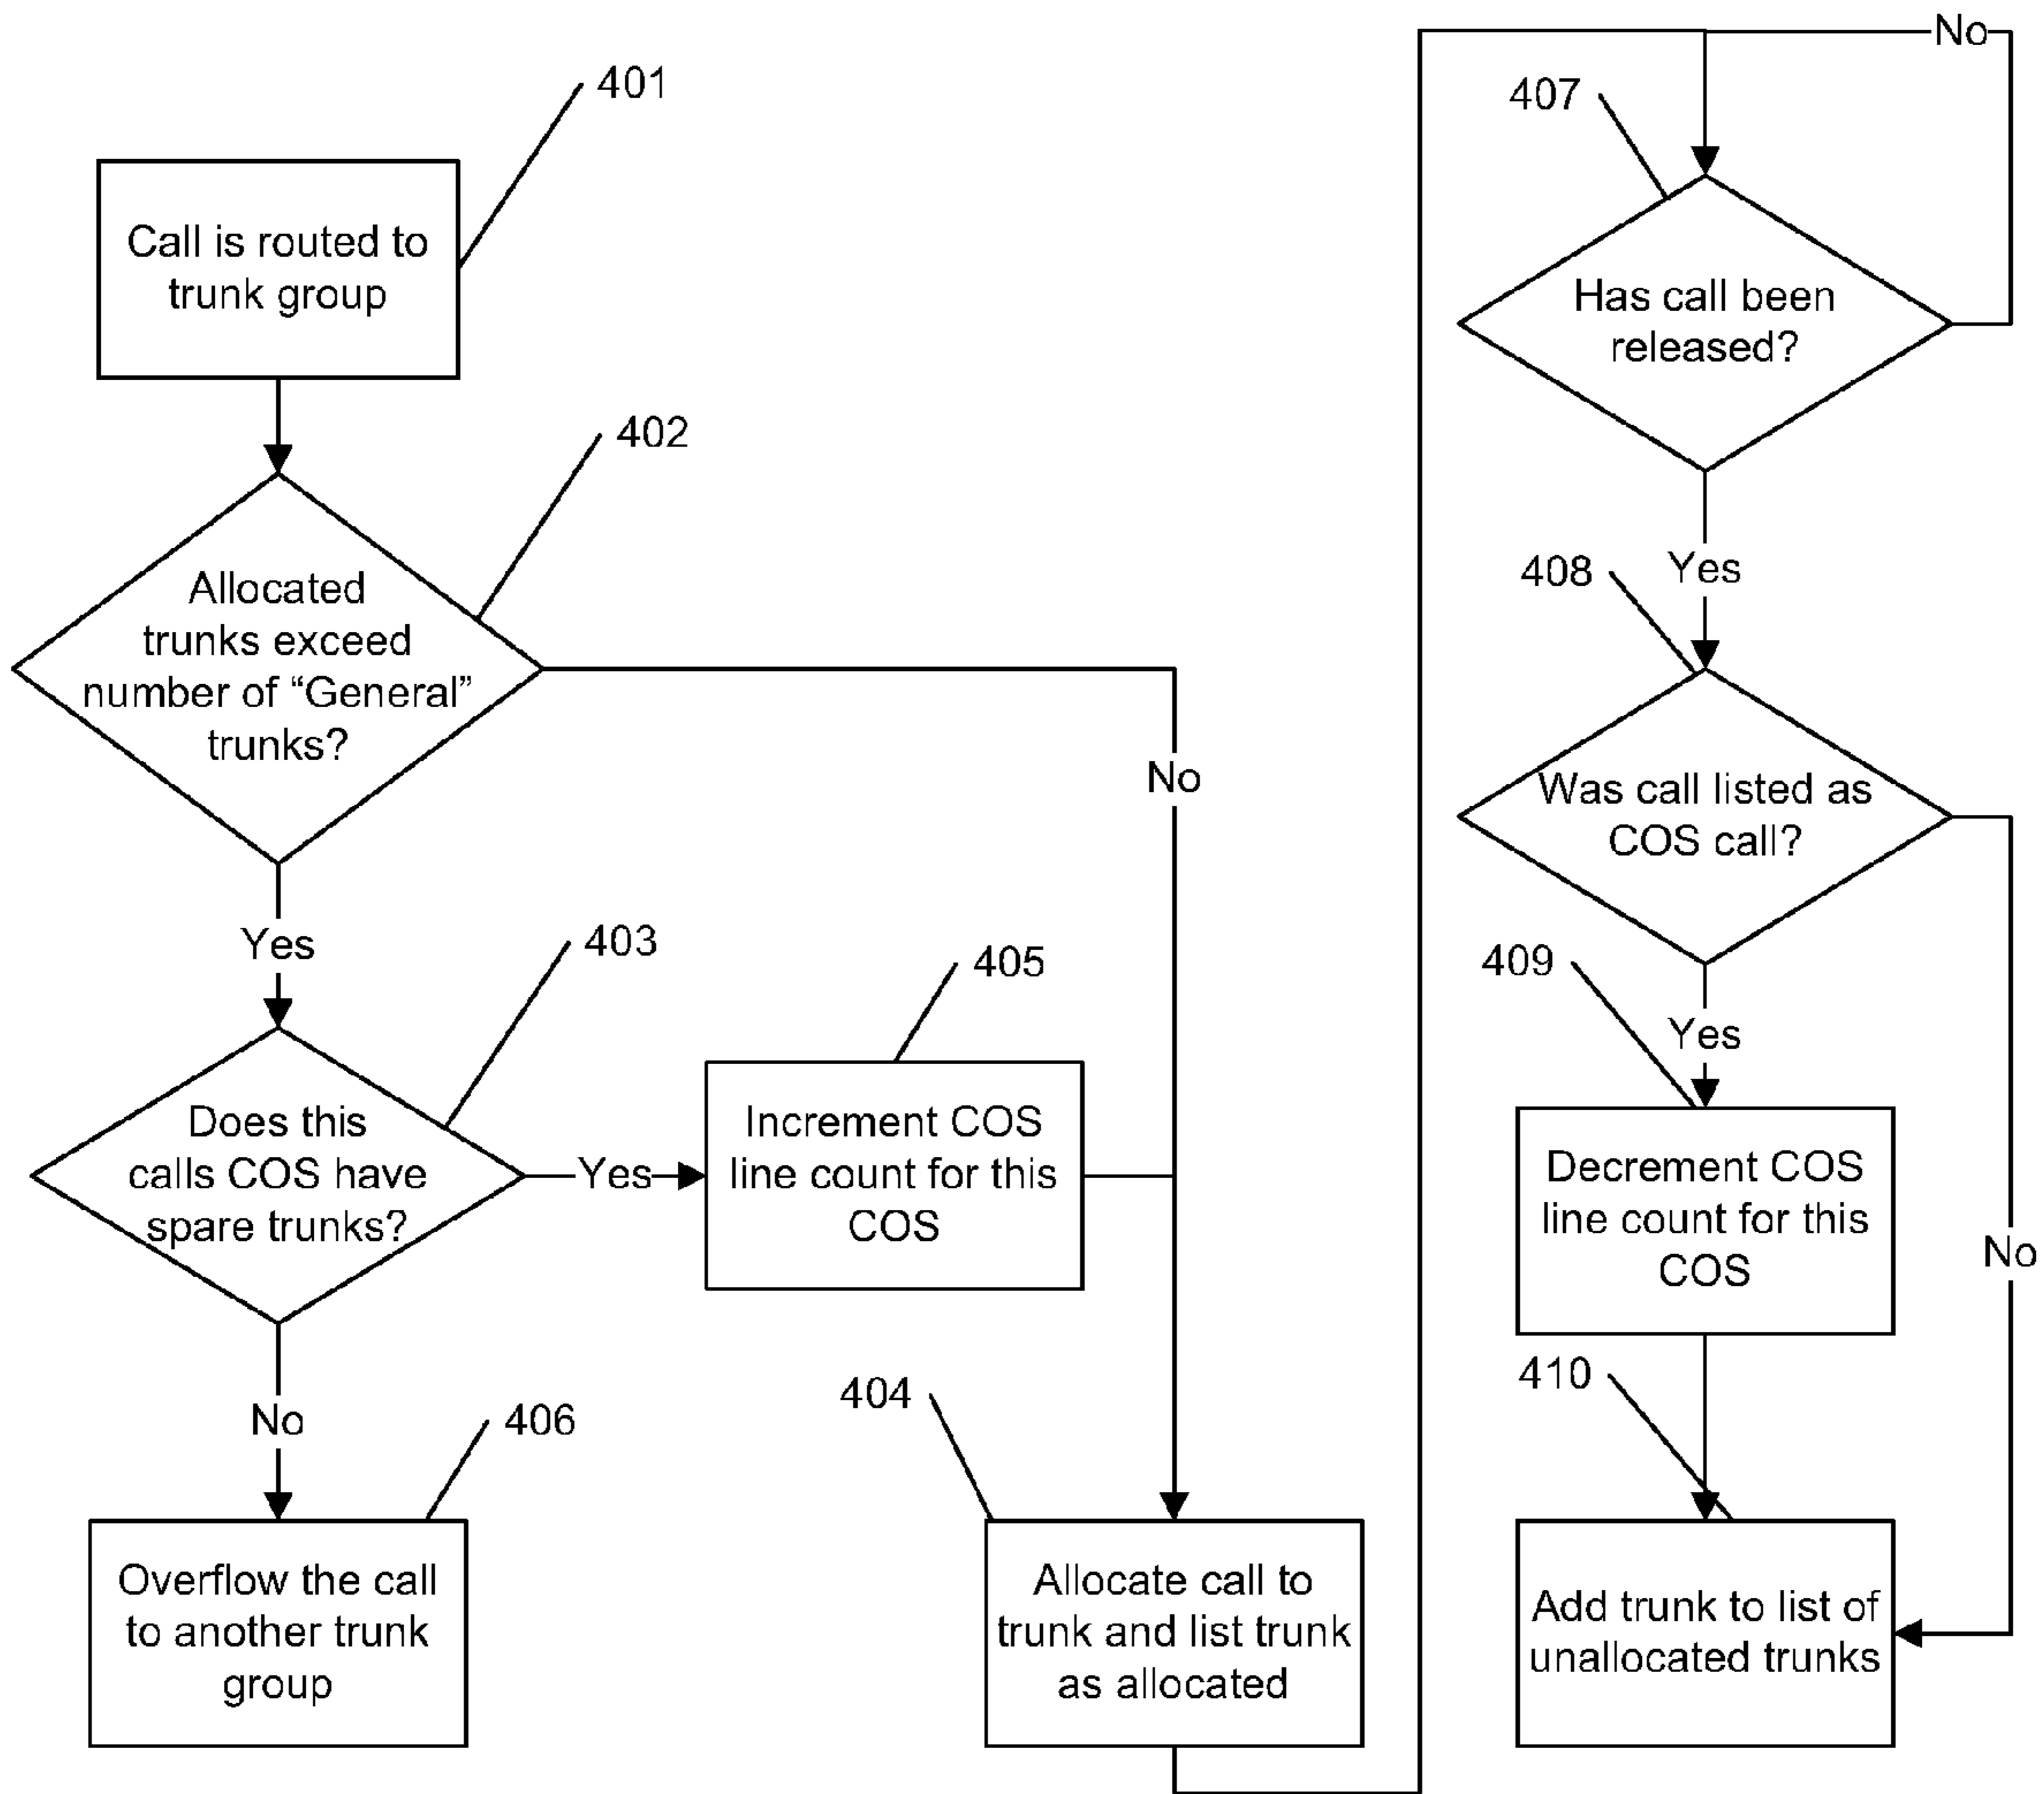 401
Call is routed to
trunk group
402
Allocated
trunks exceed
number of “General”
trunks?
No
Yes
403
Does this
calls COS have
spare trunks?
Yes
405
Increment COS
line count for this
COS
No
406
Overflow the call
to another trunk
group
404
Allocate call to
trunk and list trunk
as allocated
No
407
Has call been
released?
Yes
408
Was call listed as
COS call?
409
Yes
Decrement COS
line count for this
COS
No
410
Add trunk to list of
unallocated trunks